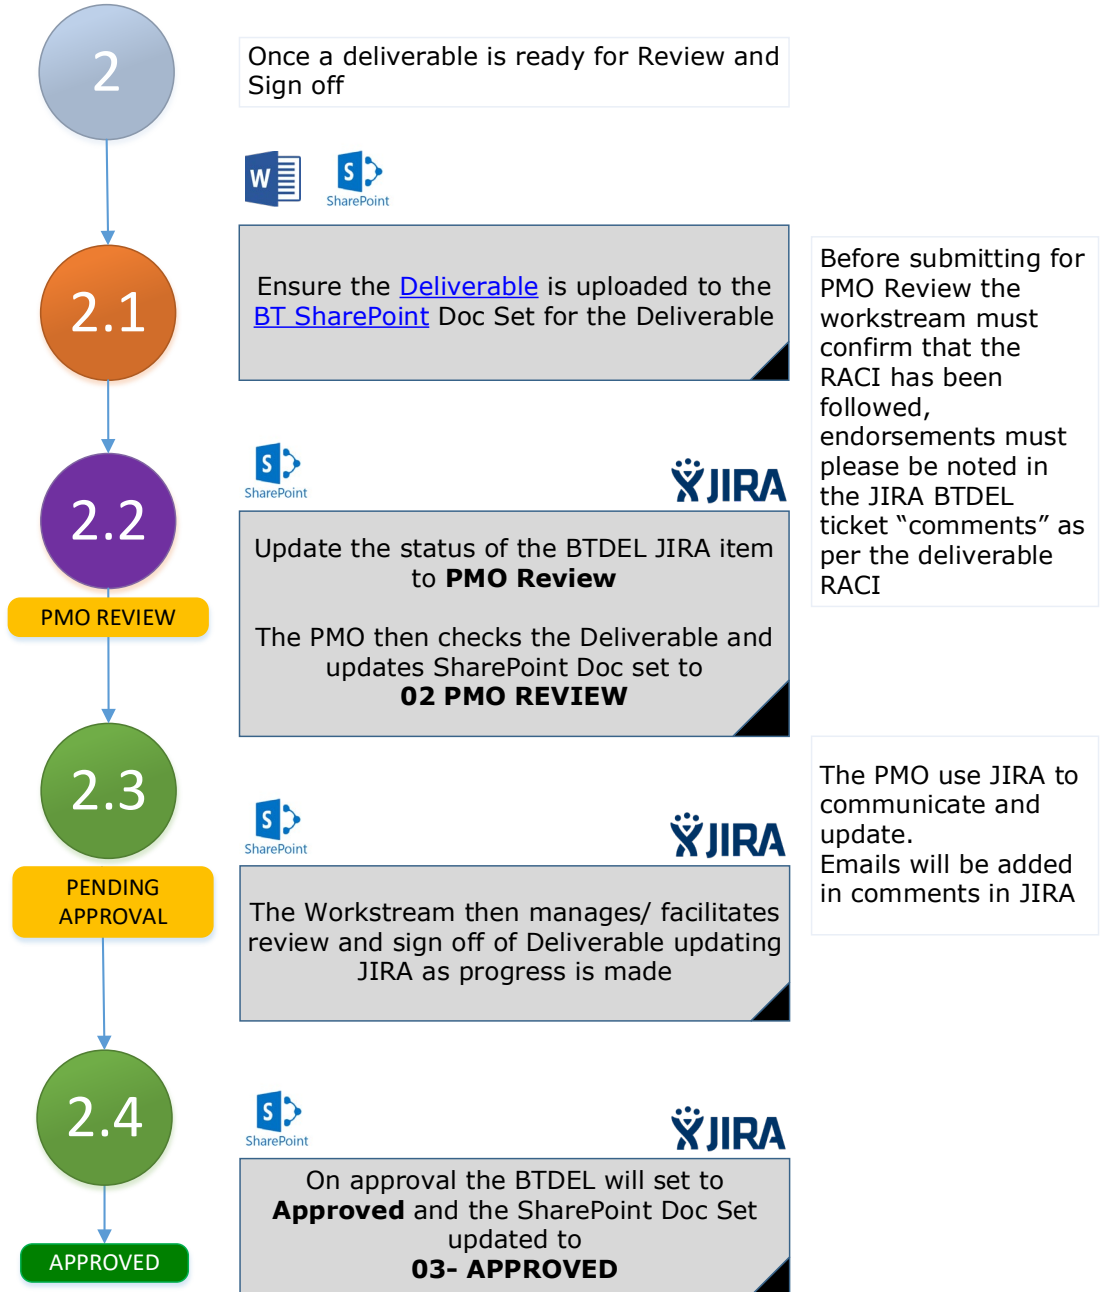 2
Once a deliverable is ready for Review and
Sign off
W
S
SharePoint
2.1
Ensure the Deliverable is uploaded to the
BT SharePoint Doc Set for the Deliverable
Before submitting for
PMO Review the
workstream must
confirm that the
RACI has been
followed,
endorsements must
please be noted in
the JIRA BTDEL
ticket “comments” as
per the deliverable
RACI
S
SharePoint
JIRA
2.2
PMO REVIEW
Update the status of the BTDEL JIRA item
to PMO Review
The PMO then checks the Deliverable and
updates SharePoint Doc set to
02 PMO REVIEW
2.3
PENDING
APPROVAL
S
SharePoint
JIRA
The Workstream then manages/ facilitates
review and sign off of Deliverable updating
JIRA as progress is made
The PMO use JIRA to
communicate and
update.
Emails will be added
in comments in JIRA
2.4
S
SharePoint
JIRA
On approval the BTDEL will set to
Approved and the SharePoint Doc Set
updated to
03- APPROVED
APPROVED